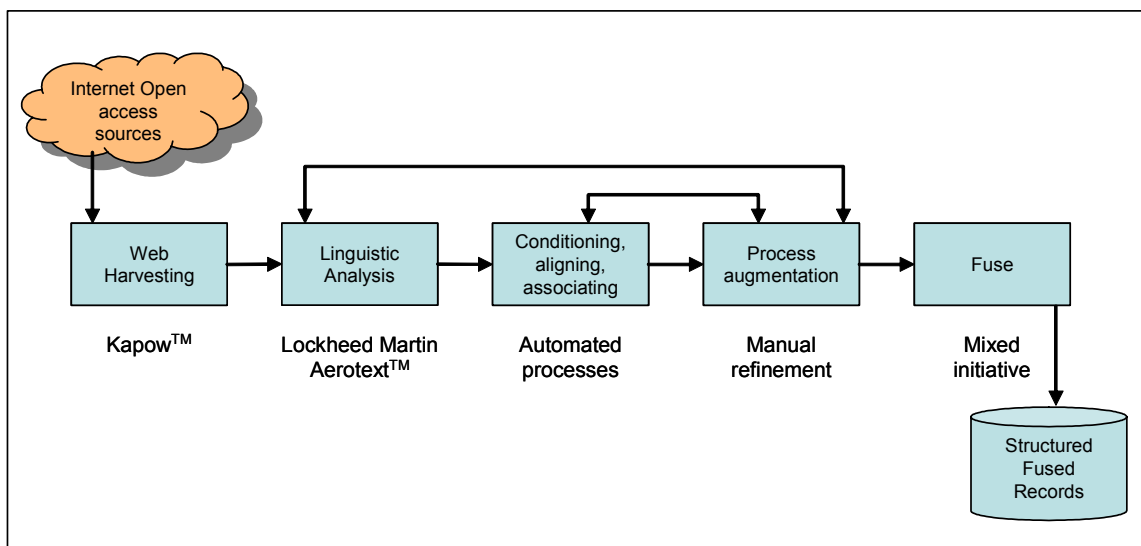 Internet Open
access
sources
Web
Harvesting
Linguistic
Analysis
Conditioning,
aligning,
associating
Process
augmentation
Fuse
Kapow™
Lockheed Martin
Aerotext™
Automated
processes
Manual
refinement
Mixed
initiative
Structured
Fused
Records